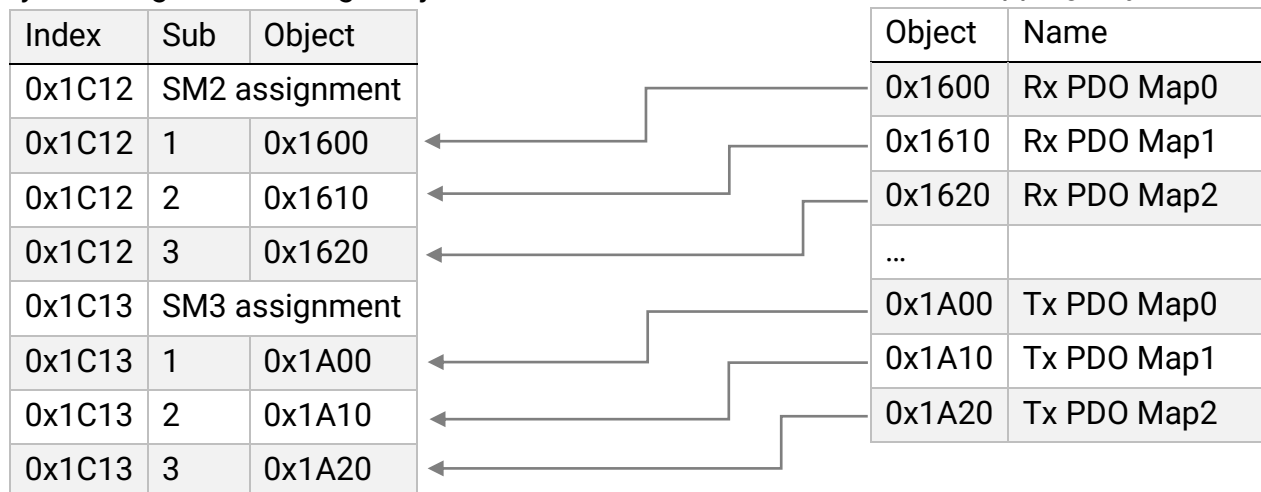 Index Sub Object
0x1C12 SM2 assignment
0x1C12 1 0x1600
0x1C12 2 0x1610
0x1C12 3 0x1620
0x1C13 SM3 assignment
0x1C13 1 0x1A00
0x1C13 2 0x1A10
0x1C13 3 0x1A20
Object Name
0x1600 Rx PDO Map0
0x1610 Rx PDO Map1
0x1620 Rx PDO Map2
…
0x1A00 Tx PDO Map0
0x1A10 Tx PDO Map1
0x1A20 Tx PDO Map2